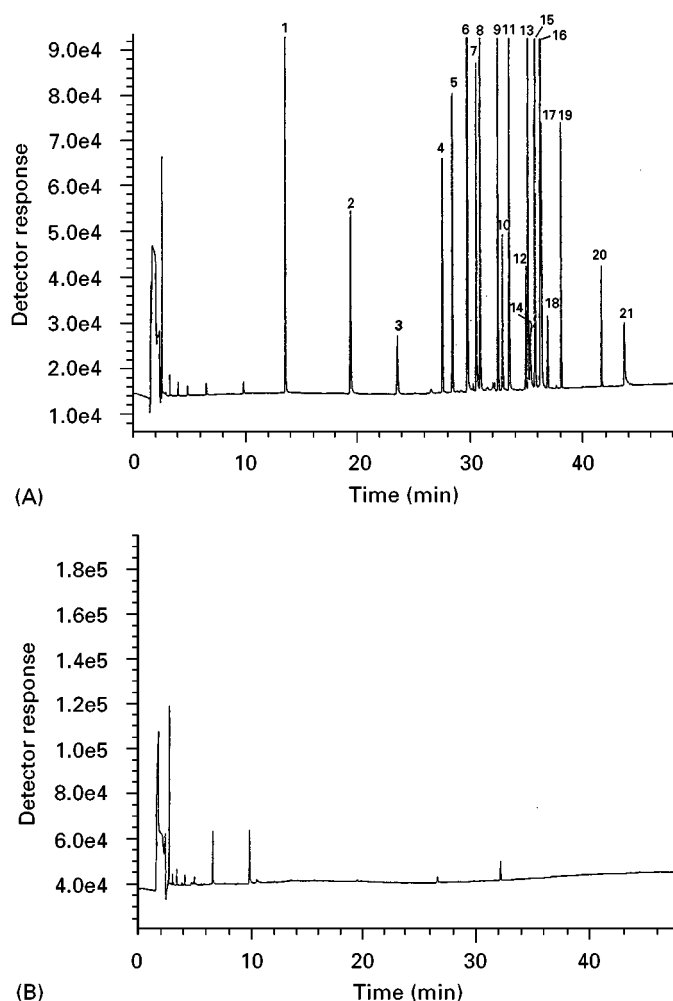 Detector response
9.0e4
8.0e4
7.0e4
6.0e4
5.0e4
4.0e4
3.0e4
2.0e4
1.0e4
1
2
3
4
5
6
7
8
9
10
11
12
13
14
15
16
17
18
19
20
21
0
10
20
30
40
Time (min)
(A)
Detector response
1.8e5
1.6e5
1.4e5
1.2e5
1.0e5
8.0e4
6.0e4
4.0e4
0
10
20
30
40
Time (min)
(B)